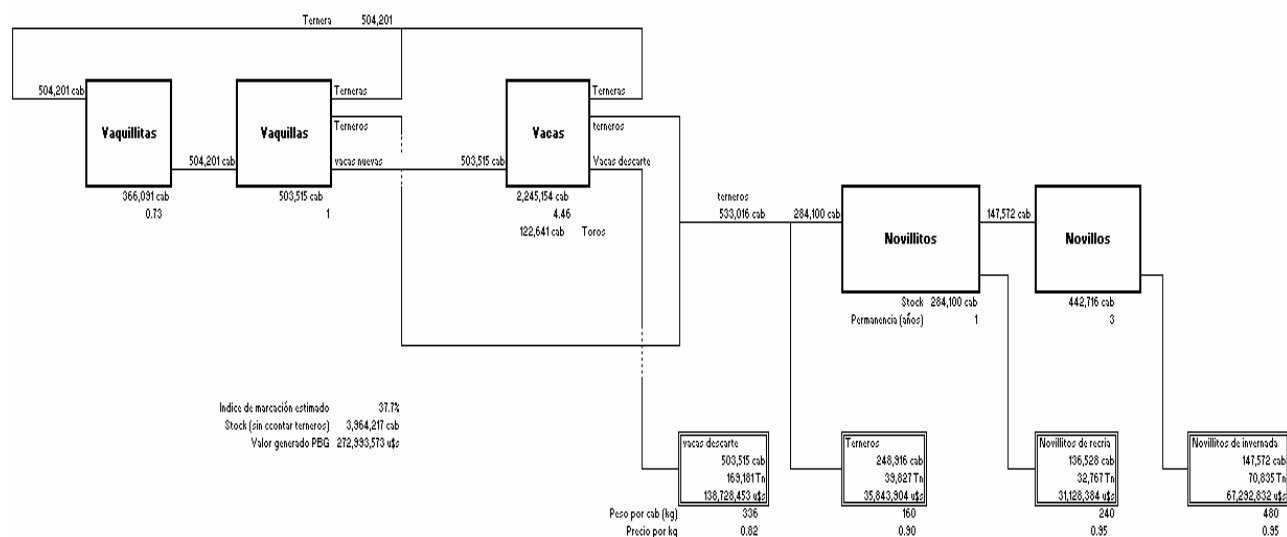 Ternera 504,201
504,201 cab
Terneras
Terneros
vacas nuevas
Vaquillitas
Vaquillas
504,201 cab
366,091 cab
0.73
503,515 cab
1
503,515 cab
Vacas
Terneras
terneros
Vacas descarte
2,245,154 cab
4.46
122,641 cab Toros
terneros
533,016 cab
284,100 cab
Novillitos
147,572 cab
Novillos
Stock 284,100 cab
Permanencia (años) 1
442,716 cab
3
Indice de marcación estimado 37.7%
Stock (sin ccontar terneros) 3,964,217 cab
Valor generado PBG 272,993,573 u$s
vacas descarte
503,515 cab
169,181 Tn
138,728,453 u$s
Terneros
248,916 cab
39,827 Tn
35,843,904 u$s
Novillitos de recria
136,528 cab
32,767 Tn
31,128,384 u$s
Novillitos de invernada
147,572 cab
70,835 Tn
67,292,832 u$s
Peso por cab (kg) 336 160 240 480
Precio por kg 0.82 0.90 0.95 0.95